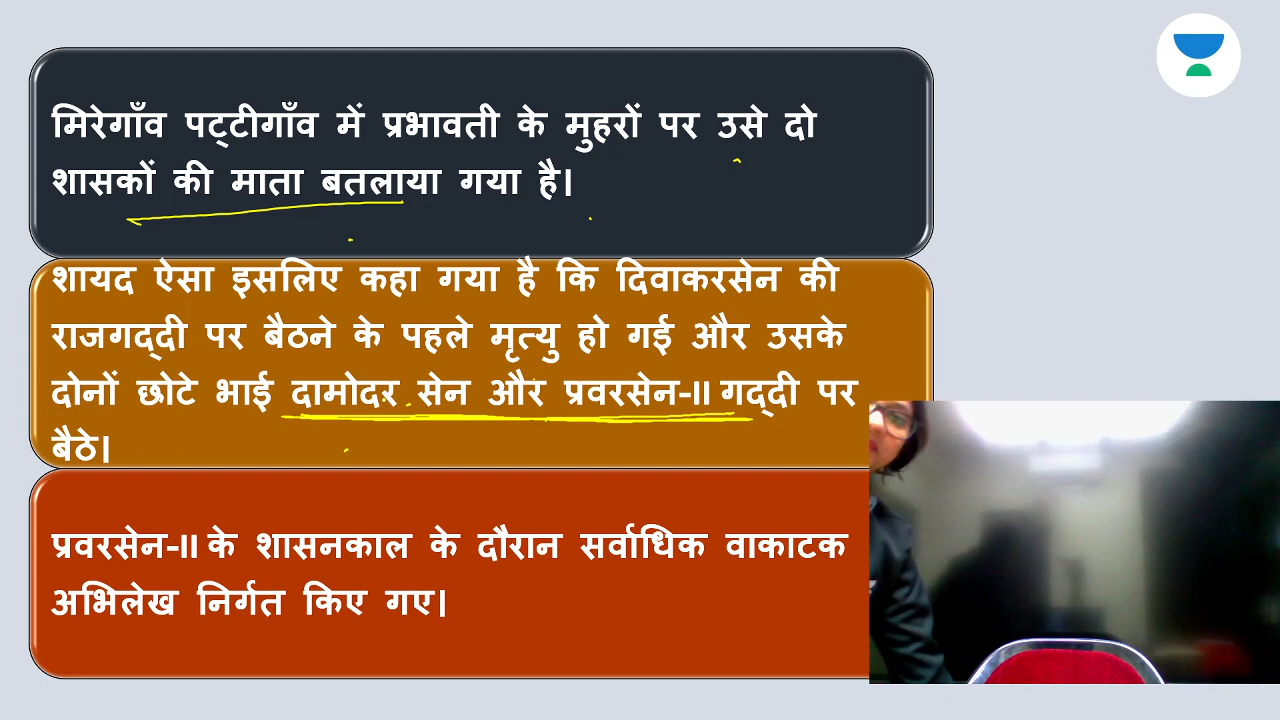 मिरेगाँव पट्टीगाँव में प्रभावती के मुहरों पर उसे दो
शासकों की माता बतलाया गया है।
शायद ऐसा इसलिए कहा गया है कि दिवाकरसेन की
राजगद्दी पर बैठने के पहले मृत्यु हो गई और उसके
दोनों छोटे भाई दामोदर सेन और प्रवरसेन-II गद्दी पर
बैठे।
प्रवरसेन-II के शासनकाल के दौरान सर्वाधिक वाकाटक
अभिलेख निर्गत किए गए।